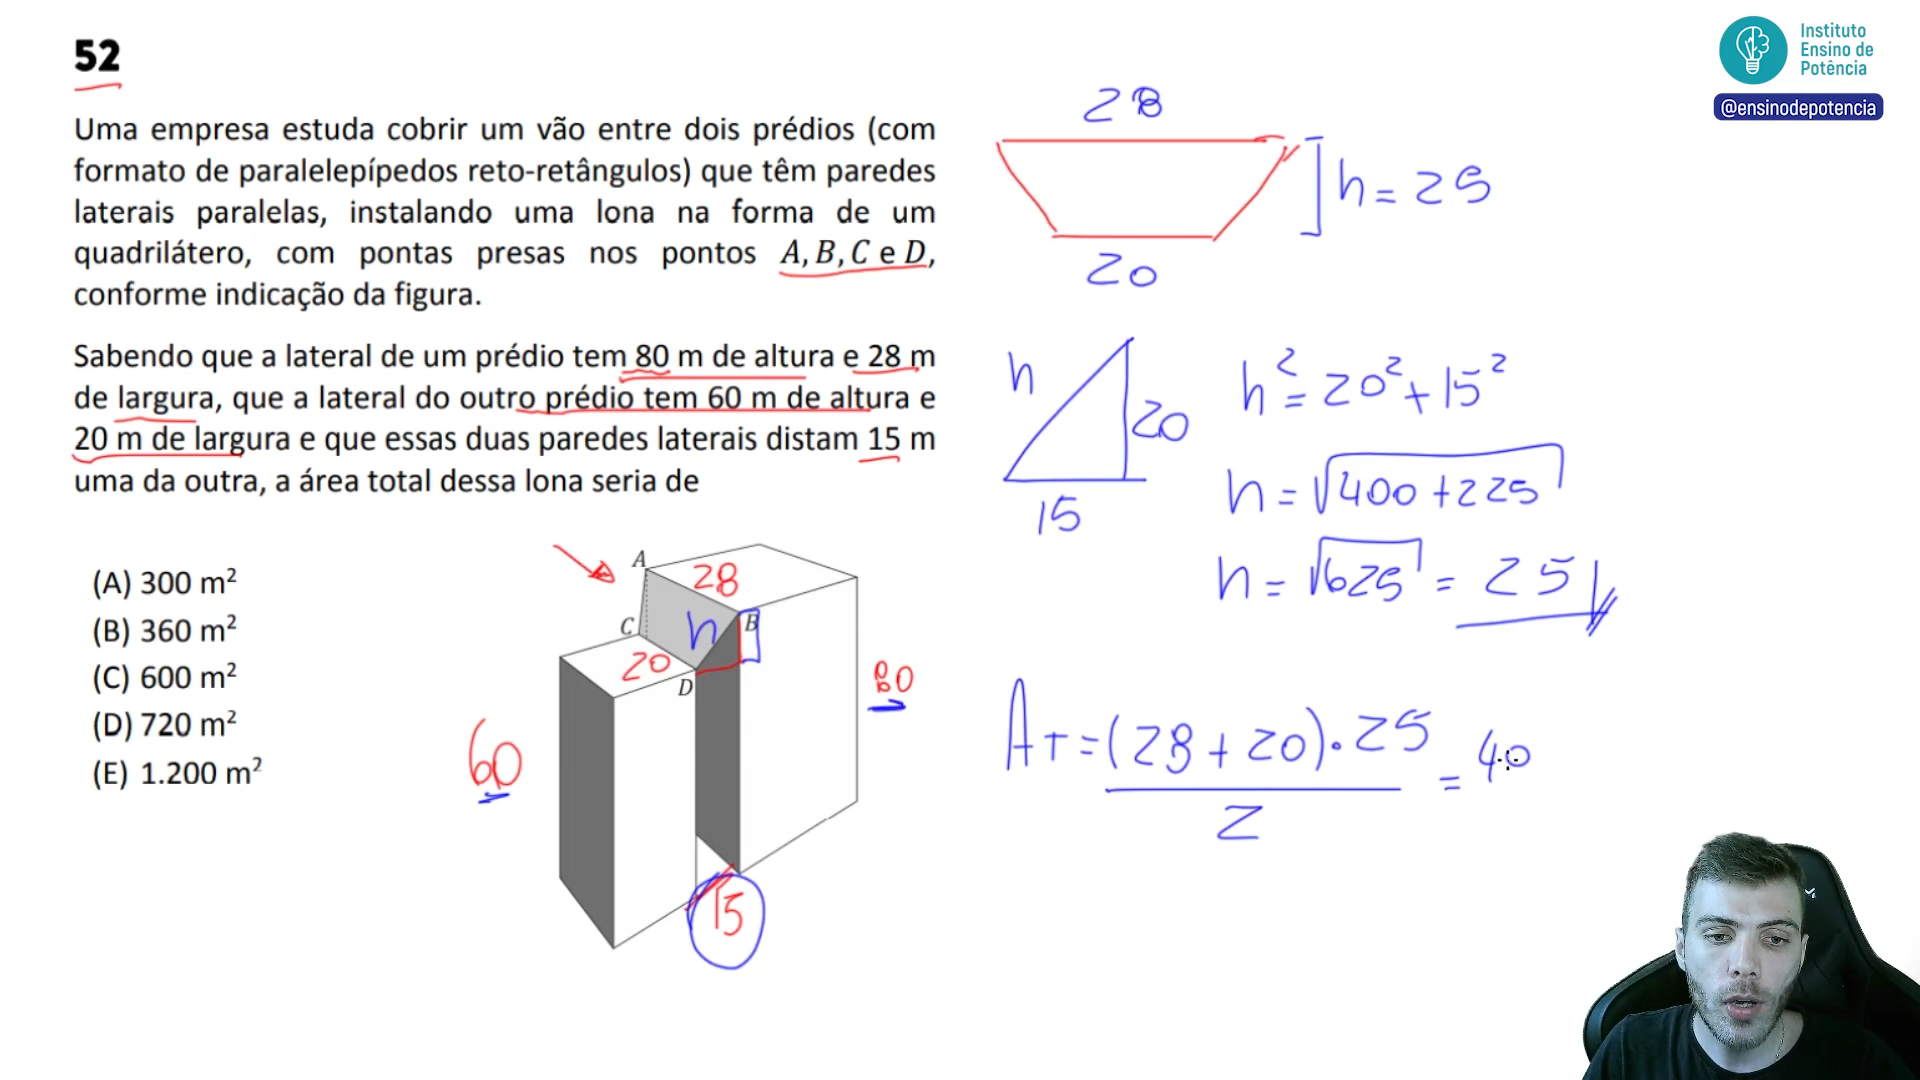 52
Uma empresa estuda cobrir um vão entre dois prédios (com
formato de paralelepípedos reto-retângulos) que têm paredes
laterais paralelas, instalando uma lona na forma de um
quadrilátero, com pontas presas nos pontos A, B, C e D,
conforme indicação da figura.
Sabendo que a lateral de um prédio tem 80 m de altura e 28 m
de largura, que a lateral do outro prédio tem 60 m de altura e
20 m de largura e que essas duas paredes laterais distam 15 m
uma da outra, a área total dessa lona seria de
(A) 300 m²
(B) 360 m²
(C) 600 m²
(D) 720 m²
(E) 1.200 m²
A
28
C
h
B
20
D
80
60
15
28
h = 25
20
h
20
15
h² = 20² + 15²
h = √400 + 225
h = √625 = 25
AT = (28 + 20) . 25 = 40
2
Instituto
Ensino de
Potência
@ensinodepotencia